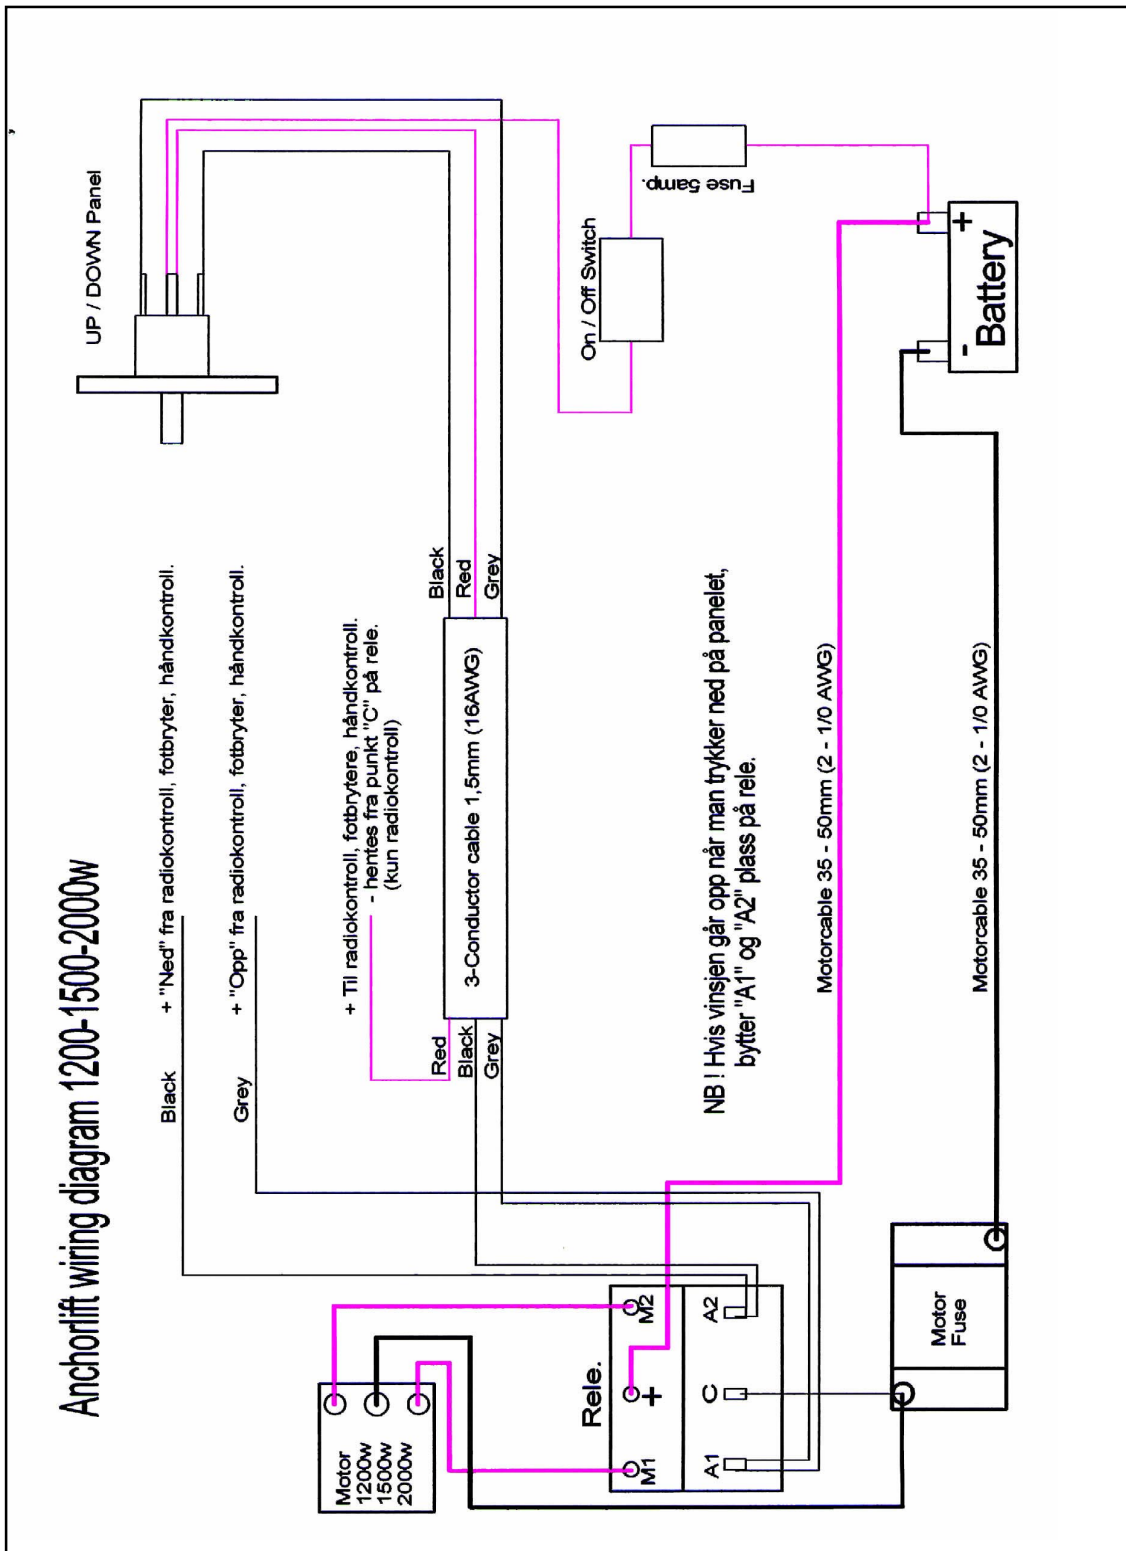 Anchorlift wiring diagram 1200-1500-2000w
UP / DOWN Panel
Black
+ "Ned" fra radiokontroll, fotbryter, håndkontroll.
Grey
+ "Opp" fra radiokontroll, fotbryter, håndkontroll.
+ Til radiokontroll, fotbrytere, håndkontroll.
- hentes fra punkt "C" på rele.
(kun radiokontroll)
Red
Black
Grey
3-Conductor cable 1,5mm (16AWG)
Black
Red
Grey
On / Off Switch
Fuse 5amp.
NB ! Hvis vinsjen går opp når man trykker ned på panelet,
bytter "A1" og "A2" plass på rele.
Motor
1200w
1500w
2000w
Rele.
M1
+
M2
A1
C
A2
Motorcable 35 - 50mm (2 - 1/0 AWG)
Motorcable 35 - 50mm (2 - 1/0 AWG)
Motor
Fuse
- +
Battery